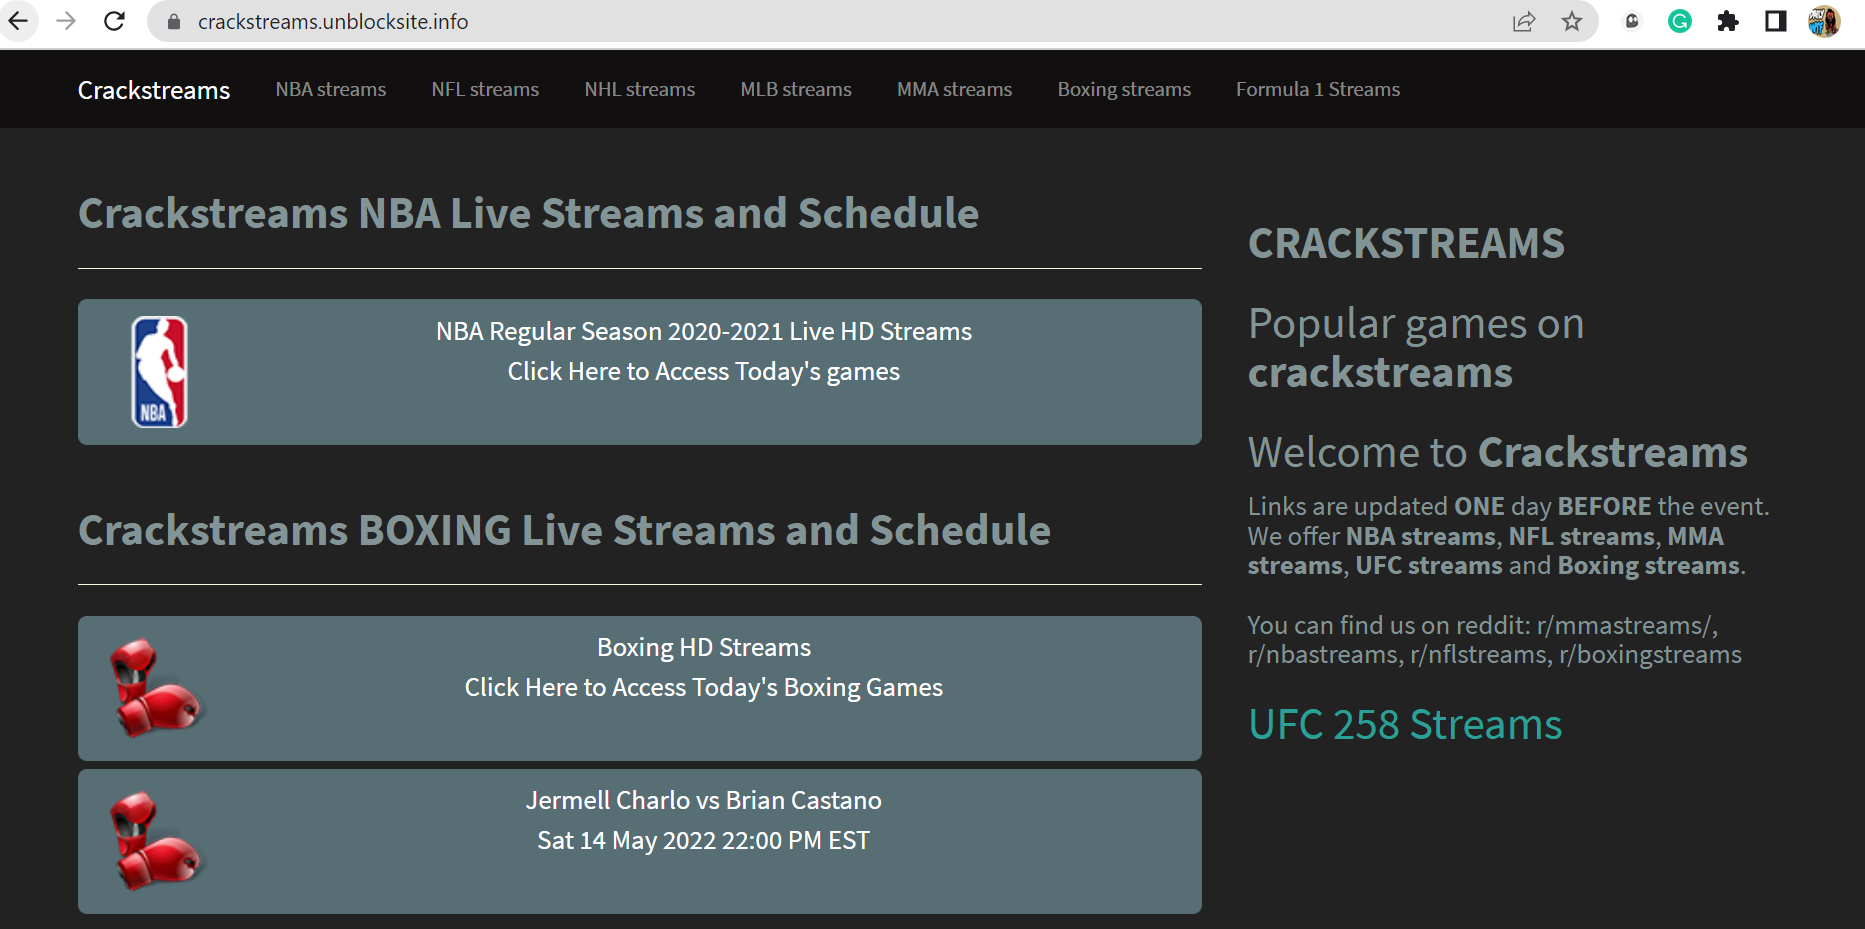 crackstreams.unblocksite.info
Crackstreams NBA streams NFL streams NHL streams MLB streams MMA streams Boxing streams Formula 1 Streams
Crackstreams NBA Live Streams and Schedule
NBA
NBA Regular Season 2020-2021 Live HD Streams
Click Here to Access Today's games
Crackstreams BOXING Live Streams and Schedule
Boxing HD Streams
Click Here to Access Today's Boxing Games
Jermell Charlo vs Brian Castano
Sat 14 May 2022 22:00 PM EST
CRACKSTREAMS
Popular games on
crackstreams
Welcome to Crackstreams
Links are updated ONE day BEFORE the event.
We offer NBA streams, NFL streams, MMA
streams, UFC streams and Boxing streams.
You can find us on reddit: r/mmastreams/,
r/nbastreams, r/nflstreams, r/boxingstreams
UFC 258 Streams